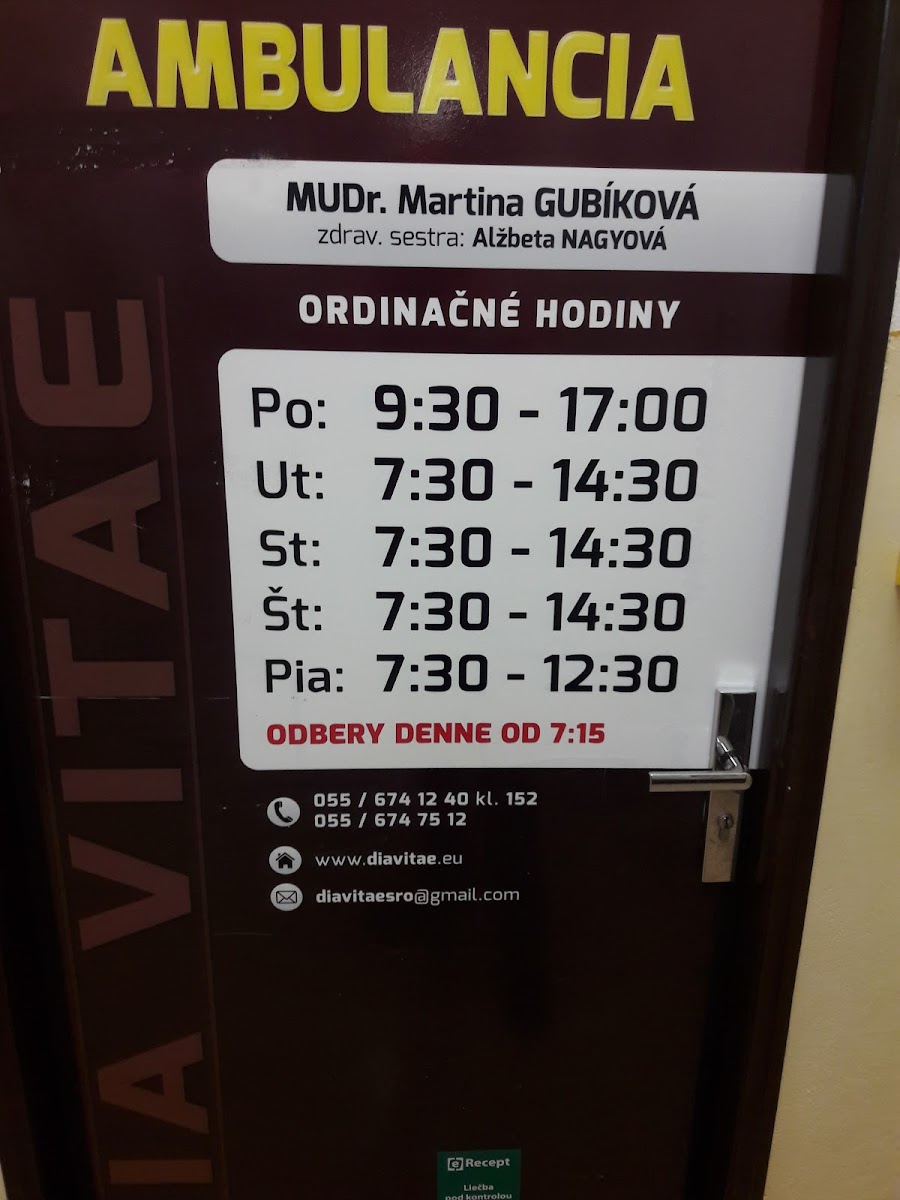 AMBULANCIA
MUDr. Martina GUBÍKOVÁ
zdrav. sestra: Alžbeta NAGYOVÁ
ORDINAČNÉ HODINY
Po: 9:30 - 17:00
Ut: 7:30 - 14:30
St: 7:30 - 14:30
Št: 7:30 - 14:30
Pia: 7:30 - 12:30
ODBERY DENNE OD 7:15
055 / 674 12 40 kl. 152
055 / 674 75 12
www.diavitae.eu
diavitaesro@gmail.com
IA VITAE
eRecept
Liečba
pod kontrolou